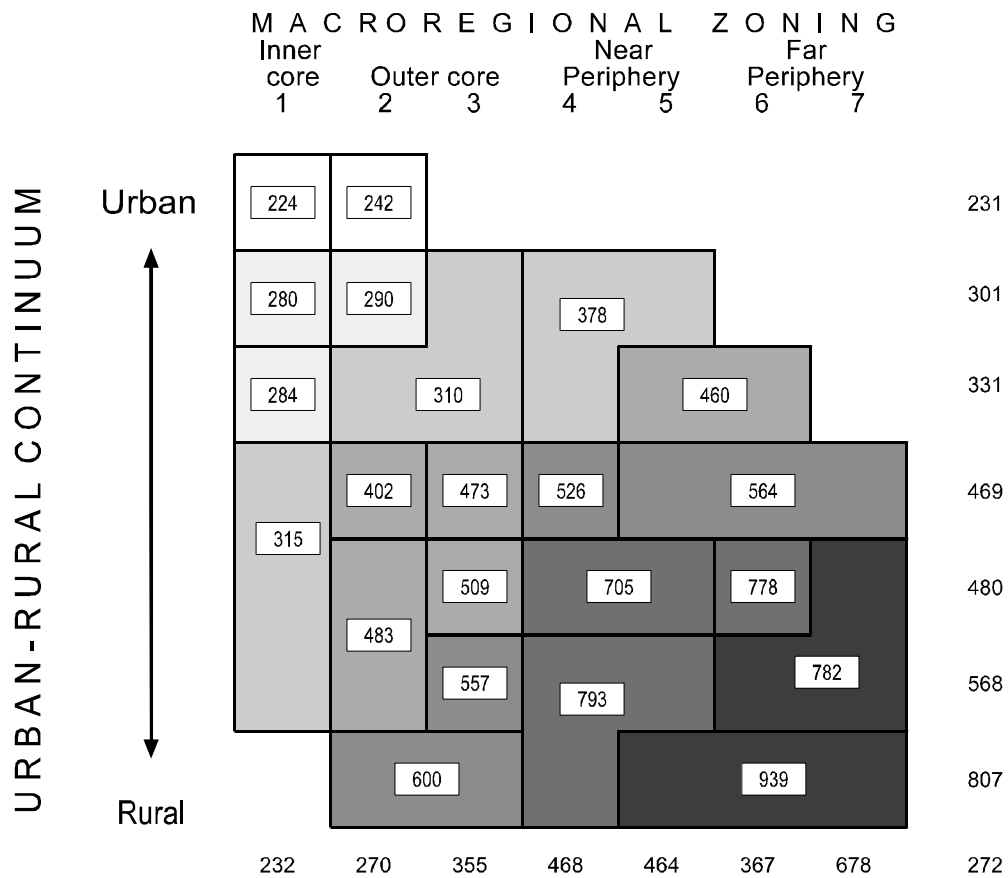 MACROREGIONAL ZONING
Inner core 1
Outer core
2 3
Near Periphery
4 5
Far Periphery
6 7
URBAN-RURAL CONTINUUM
Urban
Rural
224 242 231
280 290 378 301
284 310 460 331
402 473 526 564 469
315
509 705 778 480
483
557 793 782 568
600 939 807
232 270 355 468 464 367 678 272